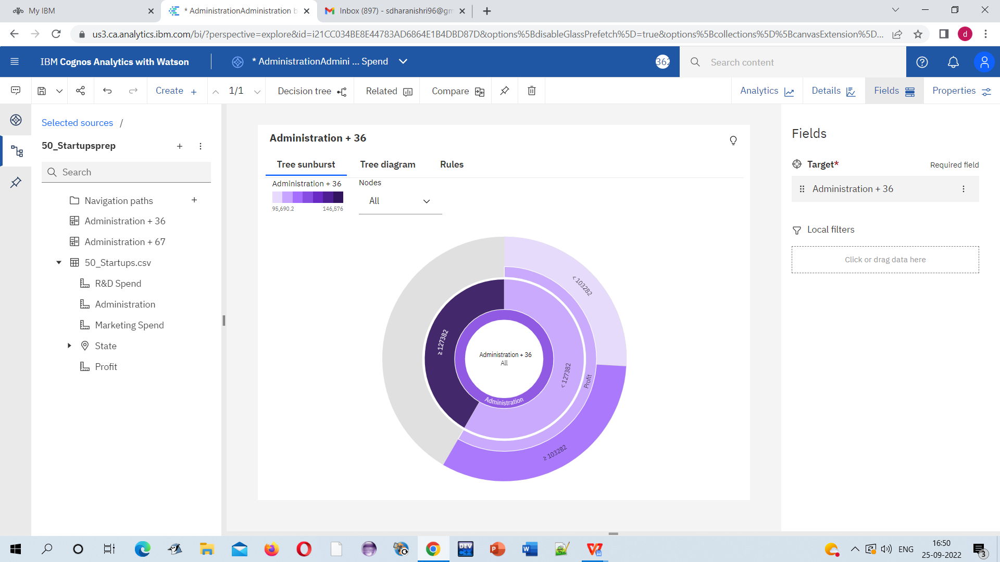 My IBM
* AdministrationAdministration b
Inbox (897) - sdharanishri96@gm
us3.ca.analytics.ibm.com/bi/?perspective=explore&id=i21CC034BE8E44783AD6864E1B4DBD87D&options%5BdisableGlassPrefetch%5D=true&options%5Bcollections%5D%5BcanvasExtension%5D...
d
IBM Cognos Analytics with Watson
* AdministrationAdmini ... Spend
362
Search content
Create +
1/1
Decision tree
Related
Compare
Analytics
Details
Fields
Properties
Selected sources /
50_Startupsprep
Search
Navigation paths
Administration + 36
Administration + 67
50_Startups.csv
R&D Spend
Administration
Marketing Spend
State
Profit
Administration + 36
Tree sunburst
Tree diagram
Rules
Administration + 36
95,690.2
146,576
Nodes
All
< 103282
≥ 127382
Administration + 36
All
< 127382
Profit
Administration
≥ 103282
Fields
Target*
Required field
Administration + 36
Local filters
Click or drag data here
DEV
C++
P
W
ENG
16:50
25-09-2022
3